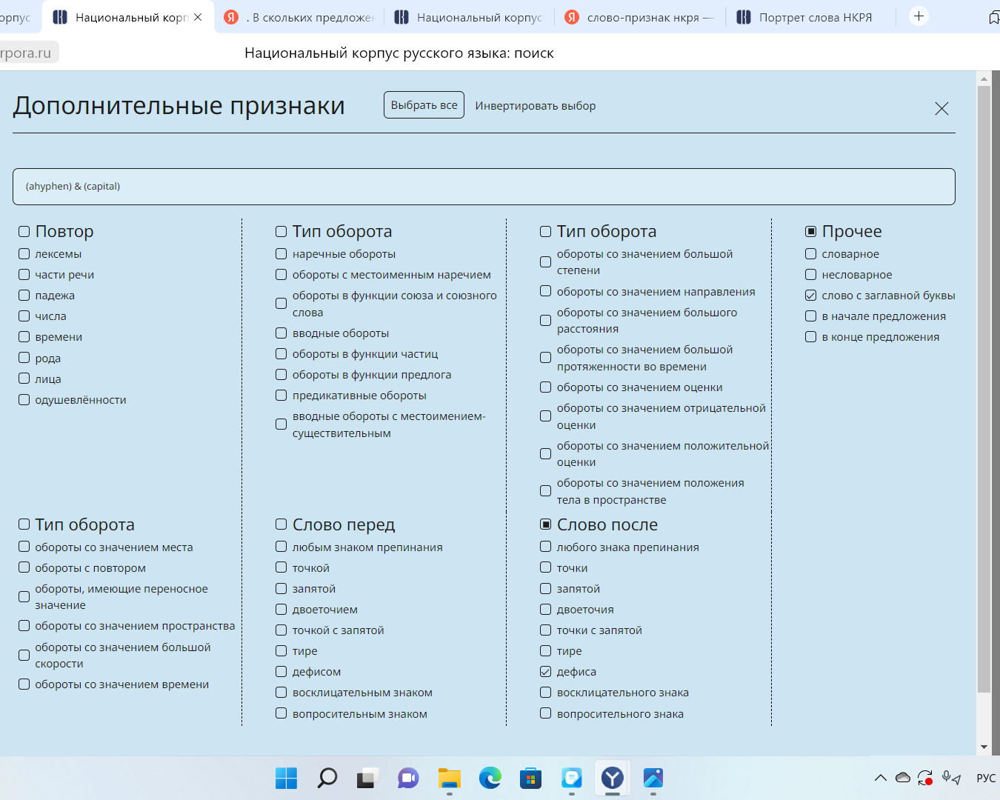 орпус
Национальный корп
. В скольких предложен
Национальный корпус
слово-признак нкря —
Портрет слова НКРЯ
rpora.ru
Национальный корпус русского языка: поиск
Дополнительные признаки
Выбрать все
Инвертировать выбор
(ahyphen) & (capital)
Повтор
лексемы
части речи
падежа
числа
времени
рода
лица
одушевлённости
Тип оборота
наречные обороты
обороты с местоименным наречием
обороты в функции союза и союзного
слова
вводные обороты
обороты в функции частиц
обороты в функции предлога
предикативные обороты
вводные обороты с местоимением-
существительным
Тип оборота
обороты со значением большой
степени
обороты со значением направления
обороты со значением большого
расстояния
обороты со значением большой
протяженности во времени
обороты со значением оценки
обороты со значением отрицательной
оценки
обороты со значением положительной
оценки
обороты со значением положения
тела в пространстве
Прочее
словарное
несловарное
слово с заглавной буквы
в начале предложения
в конце предложения
Тип оборота
обороты со значением места
обороты с повтором
обороты, имеющие переносное
значение
обороты со значением пространства
обороты со значением большой
скорости
обороты со значением времени
Слово перед
любым знаком препинания
точкой
запятой
двоеточием
точкой с запятой
тире
дефисом
восклицательным знаком
вопросительным знаком
Слово после
любого знака препинания
точки
запятой
двоеточия
точки с запятой
тире
дефиса
восклицательного знака
вопросительного знака
РУС